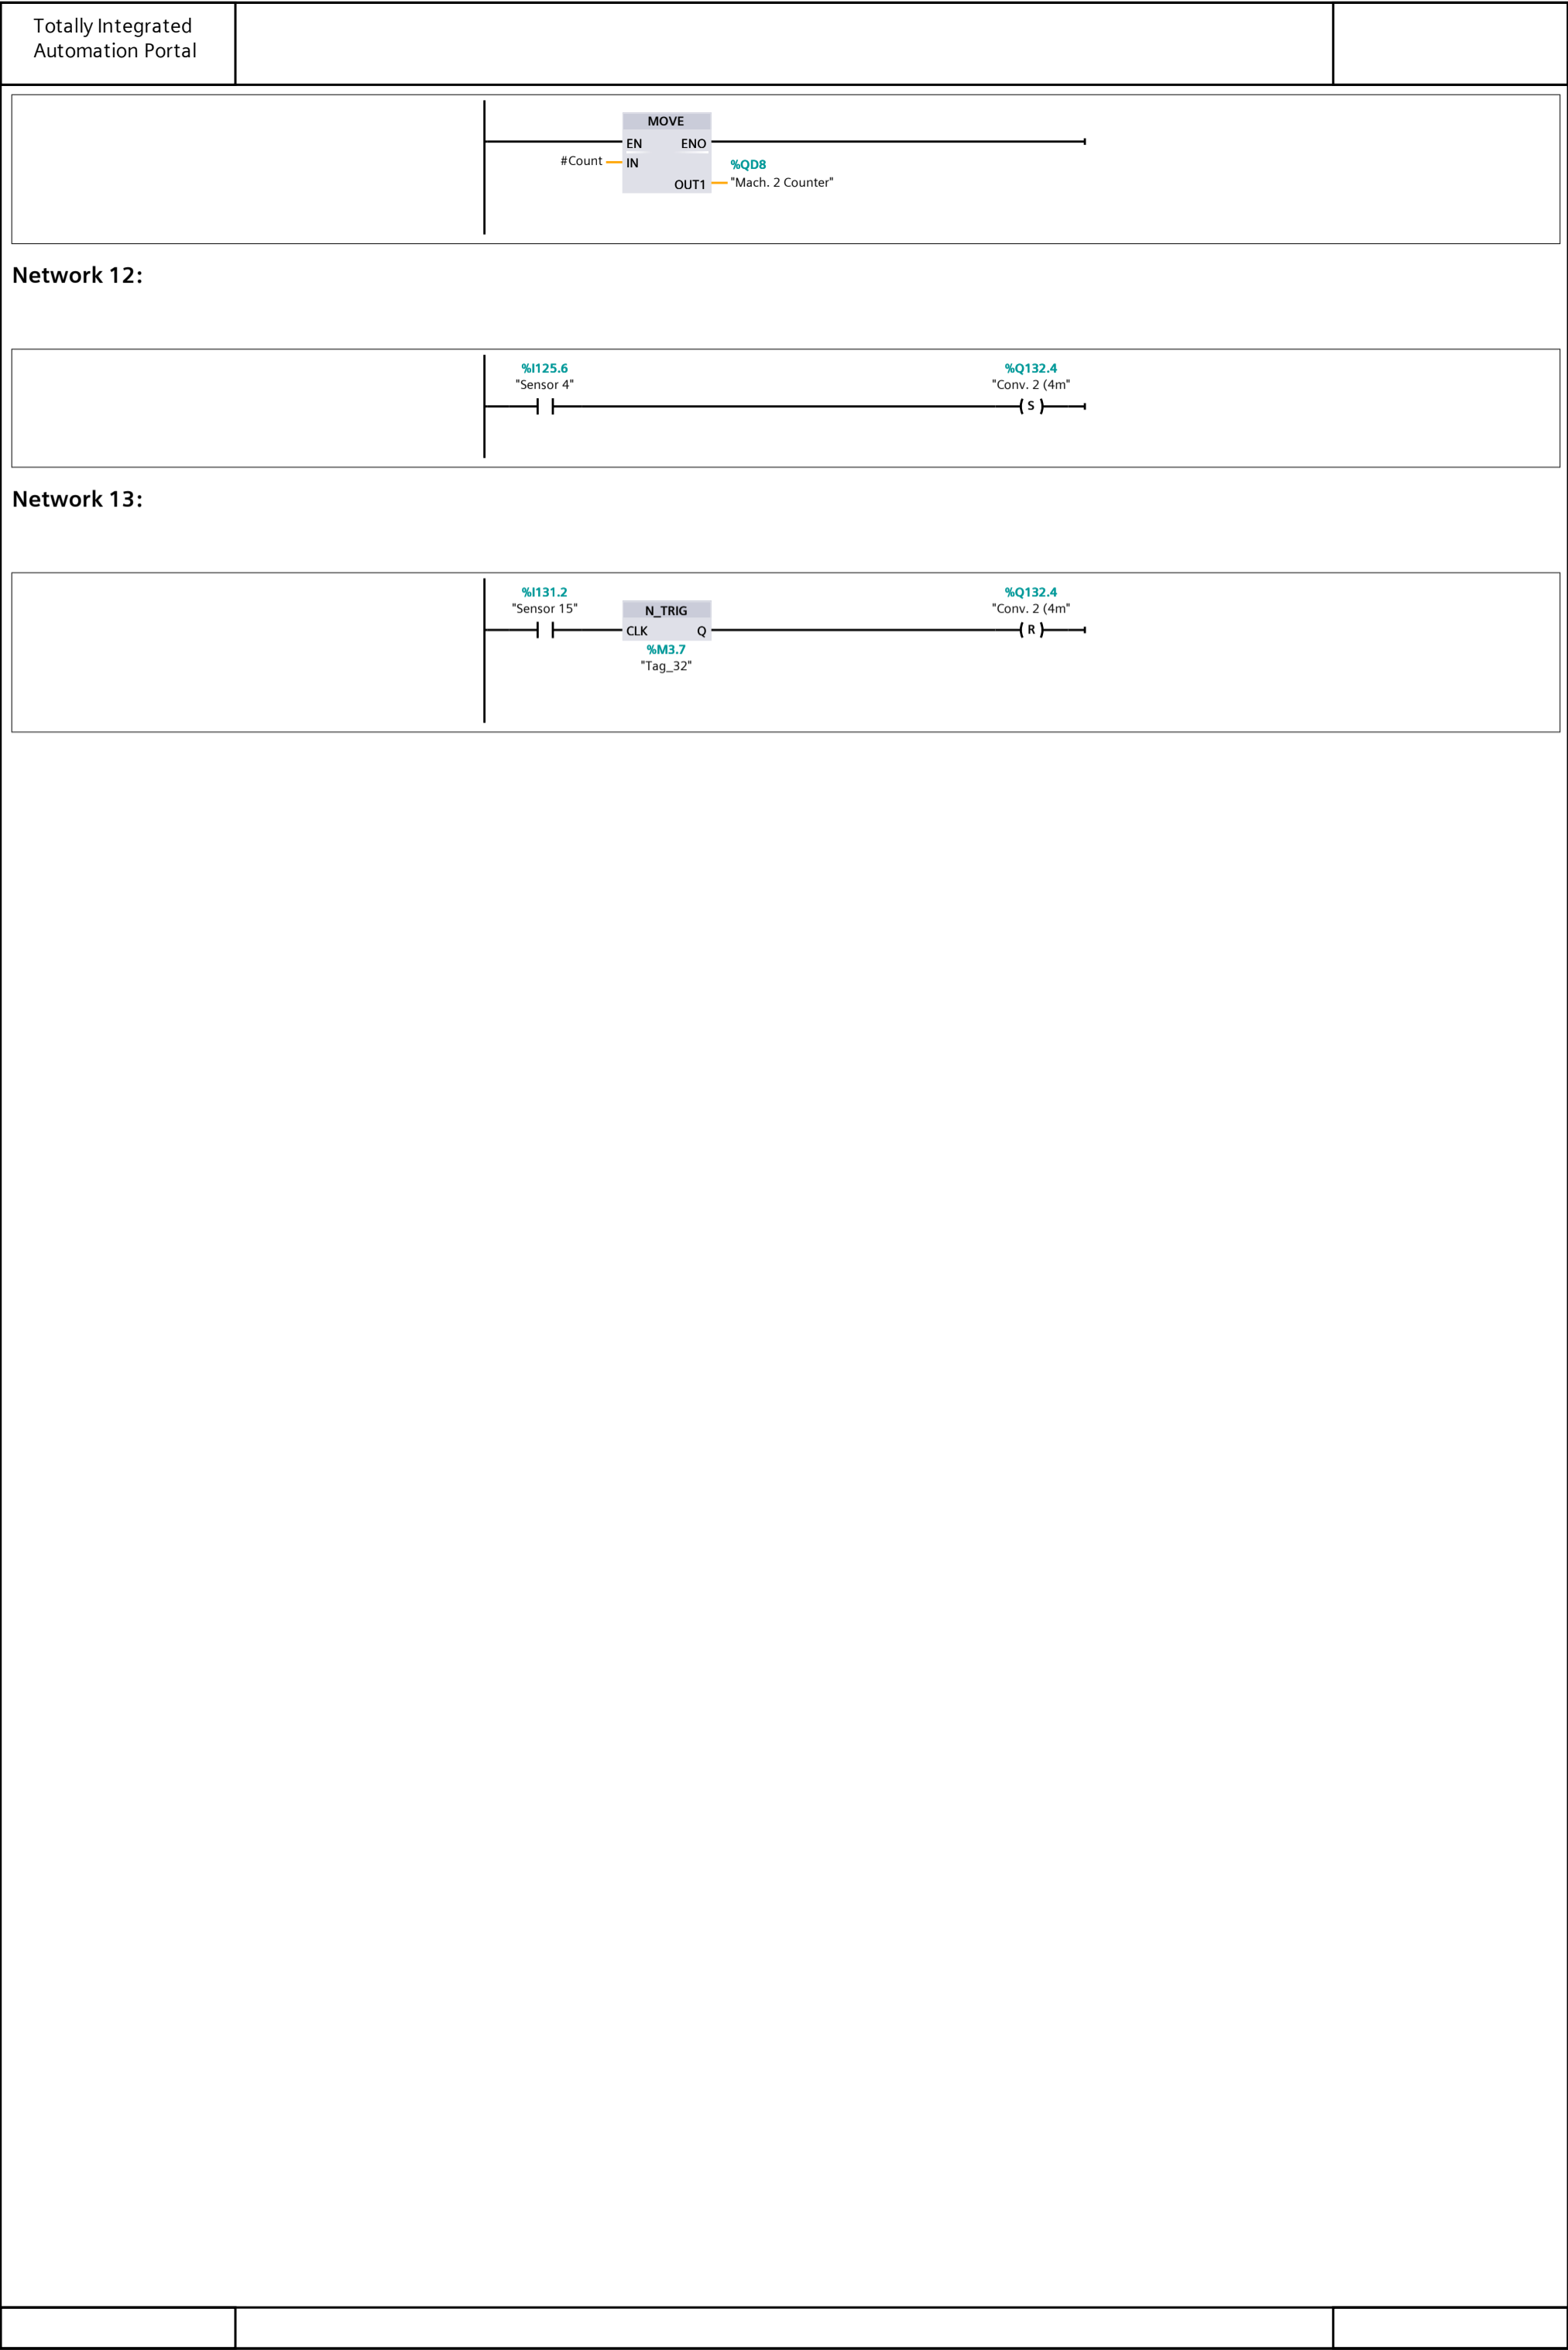 Totally Integrated
Automation Portal
MOVE
EN ENO
#Count IN
%QD8
OUT1 "Mach. 2 Counter"
Network 12:
%I125.6 %Q132.4
"Sensor 4" "Conv. 2 (4m"
S
Network 13:
%I131.2 %Q132.4
"Sensor 15" "Conv. 2 (4m"
N_TRIG
CLK Q R
%M3.7
"Tag_32"